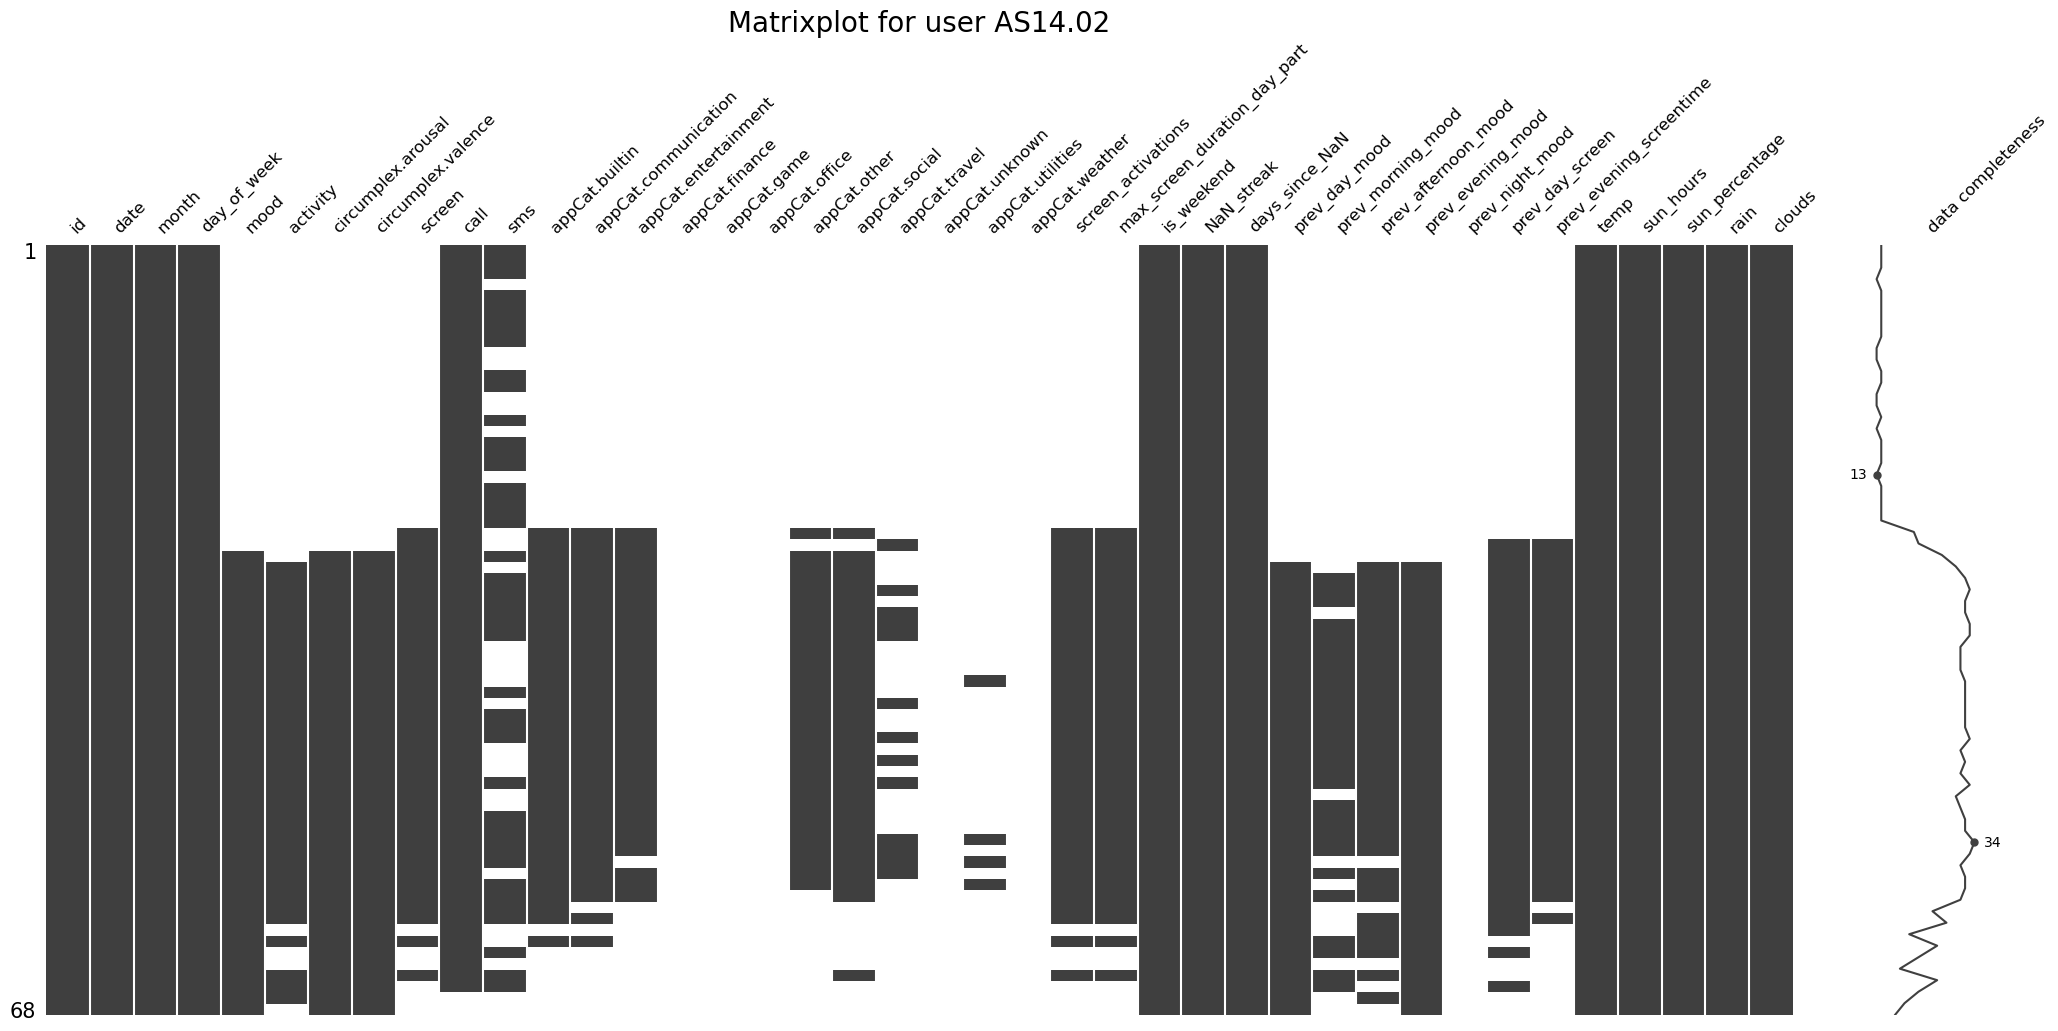 Matrixplot for user AS14.02
id
date
month
day_of_week
mood
activity
circumplex.arousal
circumplex.valence
screen
call
sms
appCat.builtin
appCat.communication
appCat.entertainment
appCat.finance
appCat.game
appCat.office
appCat.other
appCat.social
appCat.travel
appCat.unknown
appCat.utilities
appCat.weather
screen_activations
max_screen_duration_day_part
is_weekend
NaN_streak
days_since_NaN
prev_day_mood
prev_morning_mood
prev_afternoon_mood
prev_evening_mood
prev_night_mood
prev_day_screen
prev_evening_screentime
temp
sun_hours
sun_percentage
rain
clouds
data completeness
1
13
34
68